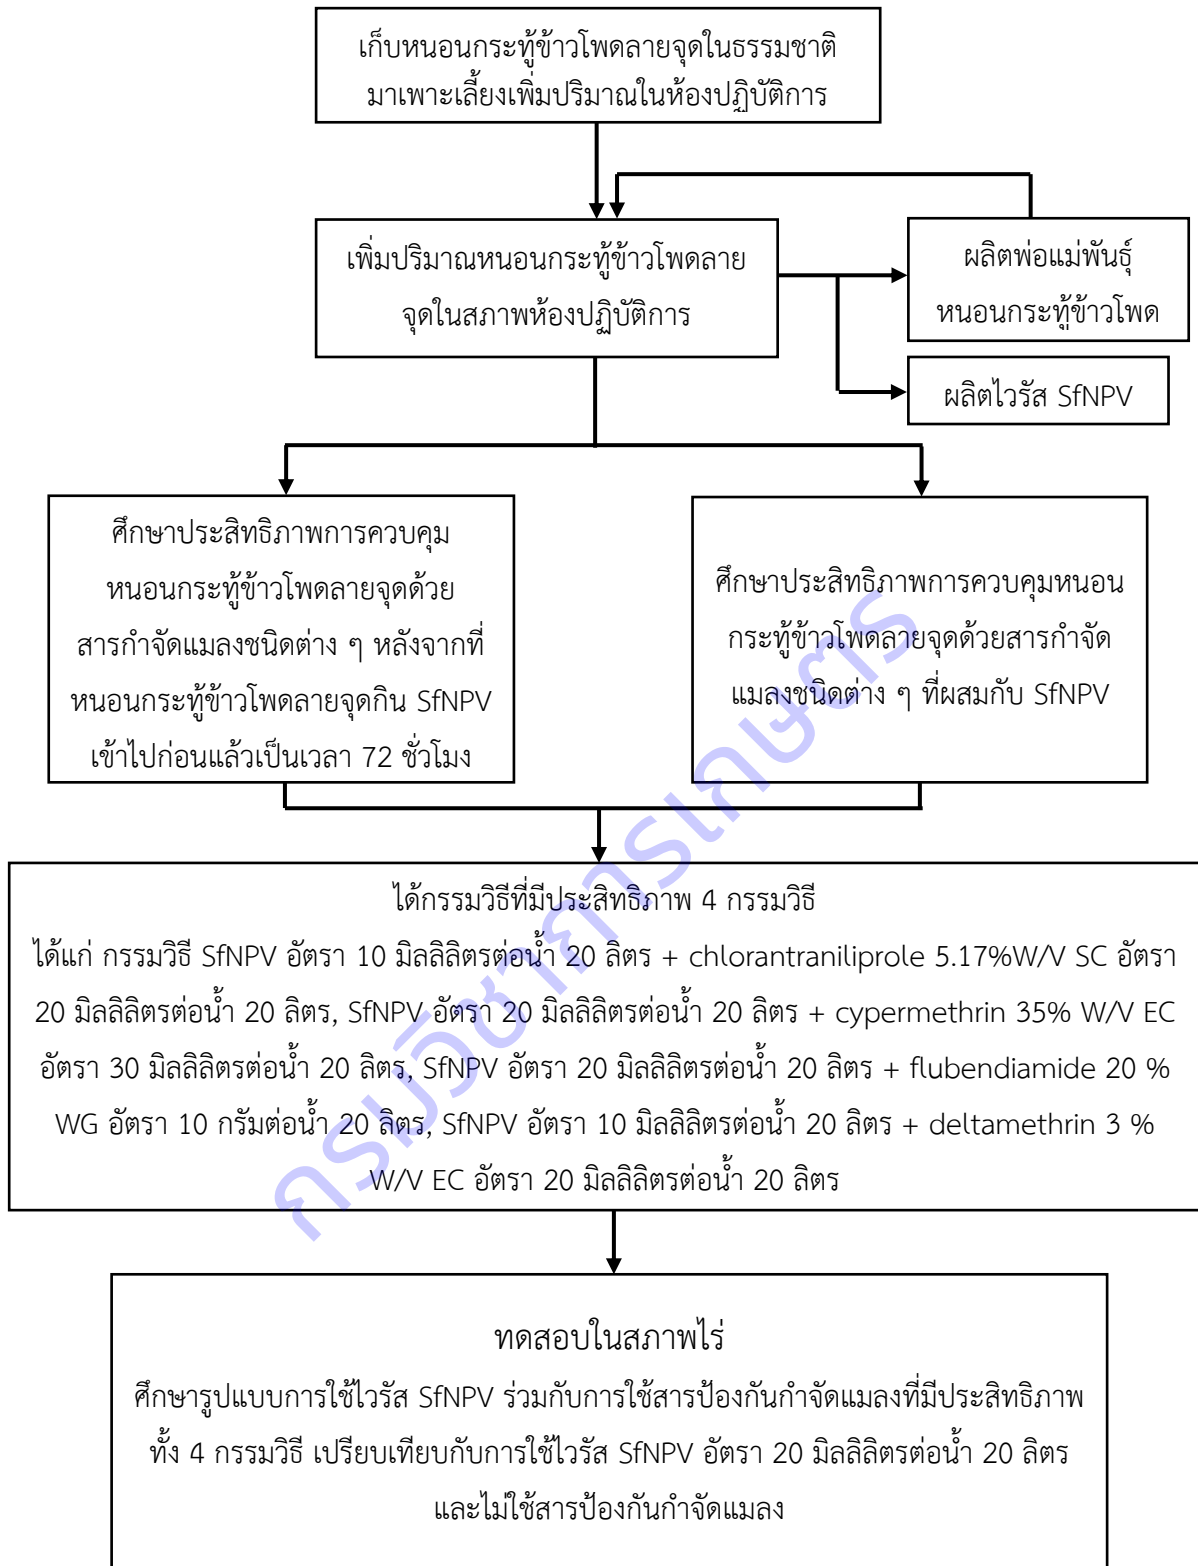 เก็บหนอนกระทู้ข้าวโพดลายจุดในธรรมชาติ
มาเพาะเลี้ยงเพิ่มปริมาณในห้องปฏิบัติการ
เพิ่มปริมาณหนอนกระทู้ข้าวโพดลาย
จุดในสภาพห้องปฏิบัติการ
ผลิตพ่อแม่พันธุ์
หนอนกระทู้ข้าวโพด
ผลิตไวรัส SfNPV
ศึกษาประสิทธิภาพการควบคุม
หนอนกระทู้ข้าวโพดลายจุดด้วย
สารกำจัดแมลงชนิดต่าง ๆ หลังจากที่
หนอนกระทู้ข้าวโพดลายจุดกิน SfNPV
เข้าไปก่อนแล้วเป็นเวลา 72 ชั่วโมง
ศึกษาประสิทธิภาพการควบคุมหนอน
กระทู้ข้าวโพดลายจุดด้วยสารกำจัด
แมลงชนิดต่าง ๆ ที่ผสมกับ SfNPV
ได้กรรมวิธีที่มีประสิทธิภาพ 4 กรรมวิธี
ได้แก่ กรรมวิธี SfNPV อัตรา 10 มิลลิลิตรต่อน้ำ 20 ลิตร + chlorantraniliprole 5.17%W/V SC อัตรา
20 มิลลิลิตรต่อน้ำ 20 ลิตร, SfNPV อัตรา 20 มิลลิลิตรต่อน้ำ 20 ลิตร + cypermethrin 35% W/V EC
อัตรา 30 มิลลิลิตรต่อน้ำ 20 ลิตร, SfNPV อัตรา 20 มิลลิลิตรต่อน้ำ 20 ลิตร + flubendiamide 20 %
WG อัตรา 10 กรัมต่อน้ำ 20 ลิตร, SfNPV อัตรา 10 มิลลิลิตรต่อน้ำ 20 ลิตร + deltamethrin 3 %
W/V EC อัตรา 20 มิลลิลิตรต่อน้ำ 20 ลิตร
ทดสอบในสภาพไร่
ศึกษารูปแบบการใช้ไวรัส SfNPV ร่วมกับการใช้สารป้องกันกำจัดแมลงที่มีประสิทธิภาพ
ทั้ง 4 กรรมวิธี เปรียบเทียบกับการใช้ไวรัส SfNPV อัตรา 20 มิลลิลิตรต่อน้ำ 20 ลิตร
และไม่ใช้สารป้องกันกำจัดแมลง
กรมวิชาการเกษตร